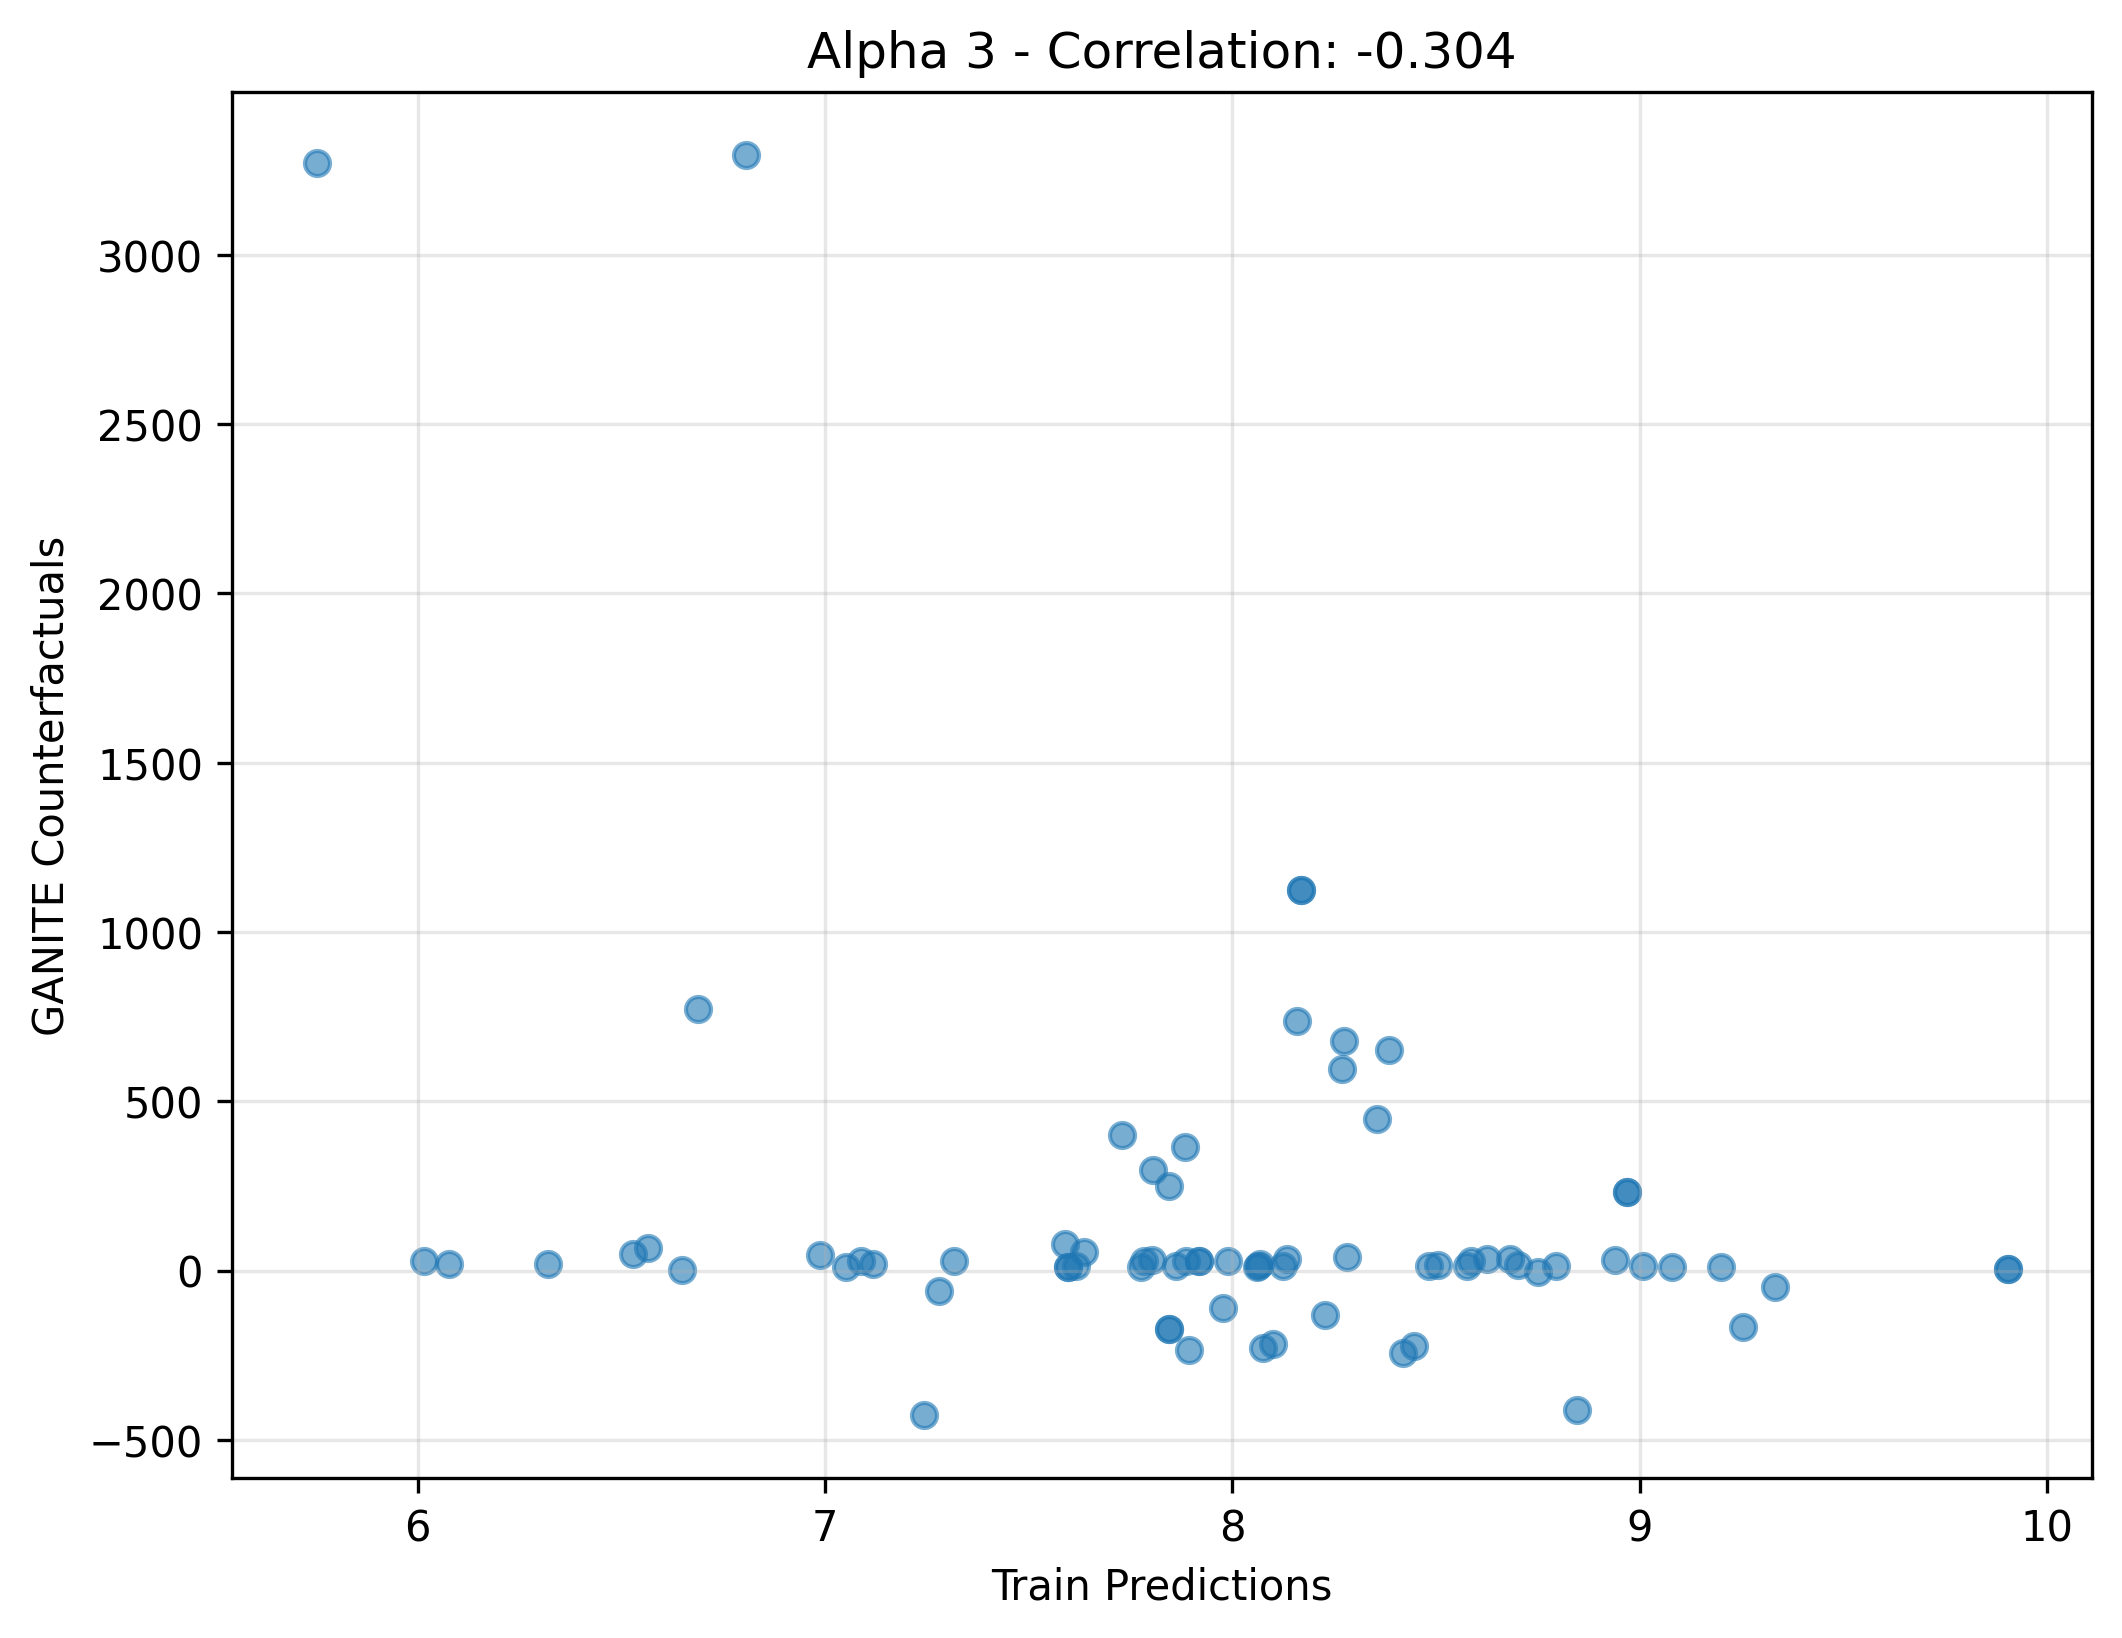 Alpha 3 - Correlation: -0.304
GANITE Counterfactuals
3000
2500
2000
1500
1000
500
0
−500
6 7 8 9 10
Train Predictions